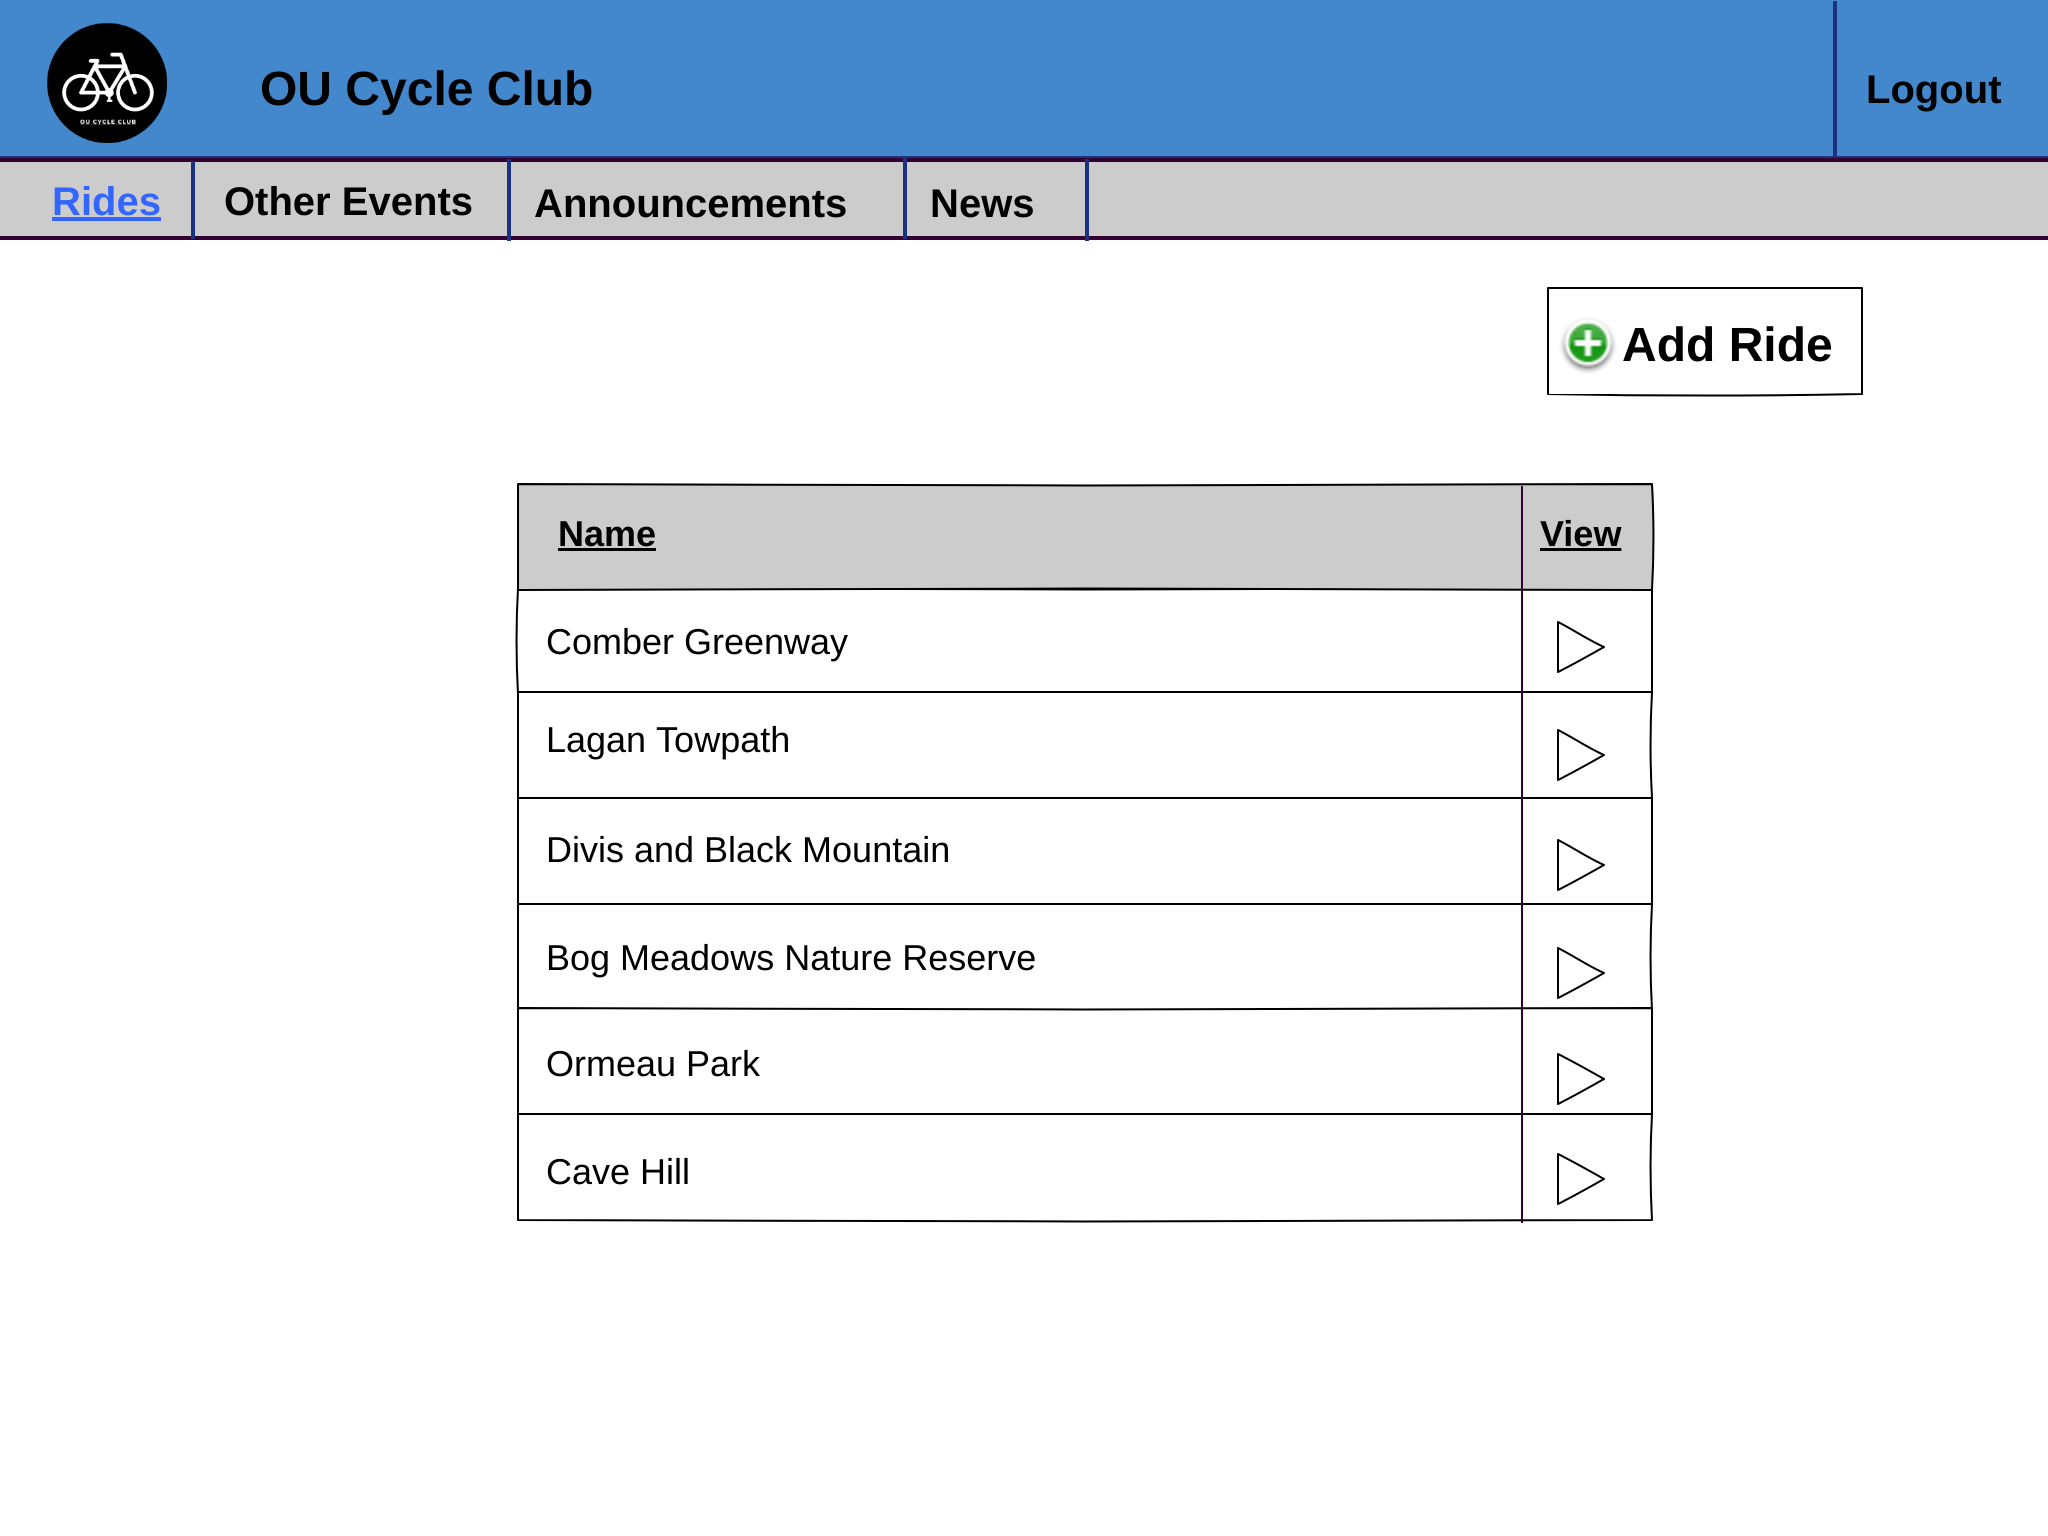 OU CYCLE CLUB
OU Cycle Club
Logout
Rides
Other Events
Announcements
News
Add Ride
Name
View
Comber Greenway
Lagan Towpath
Divis and Black Mountain
Bog Meadows Nature Reserve
Ormeau Park
Cave Hill